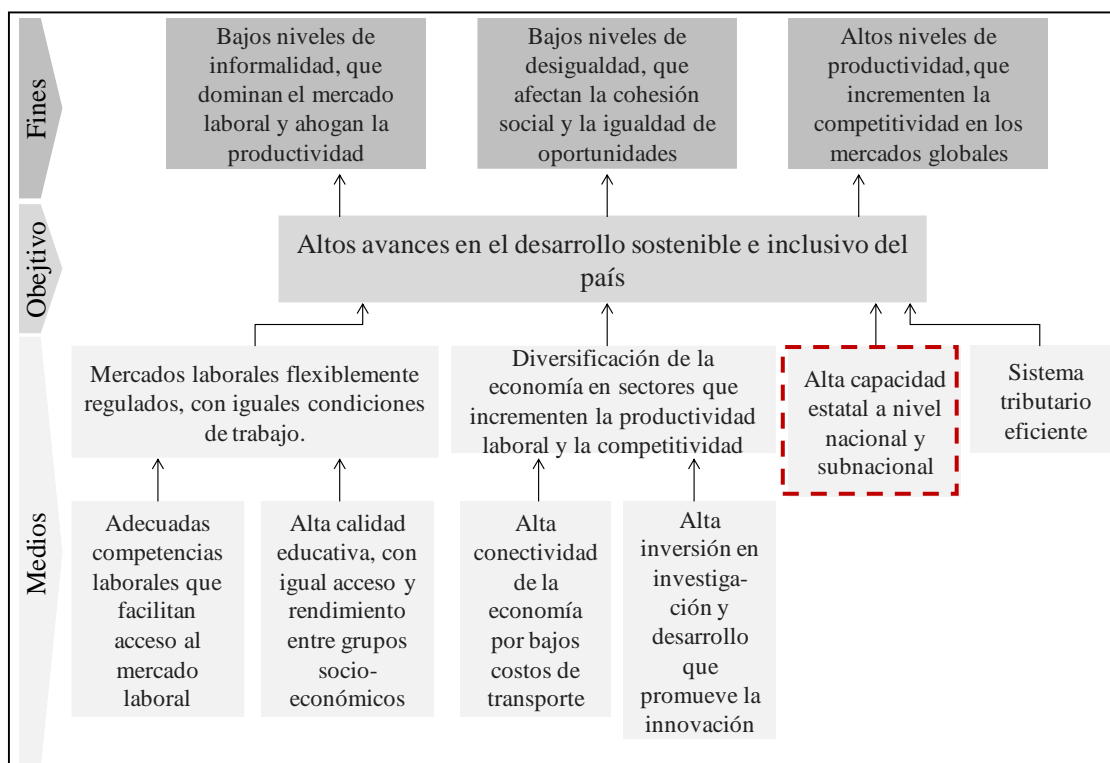 Fines
Bajos niveles de
informalidad, que
dominan el mercado
laboral y ahogan la
productividad
Bajos niveles de
desigualdad, que
afectan la cohesión
social y la igualdad de
oportunidades
Altos niveles de
productividad, que
incrementen la
competitividad en los
mercados globales
Obejtivo
Altos avances en el desarrollo sostenible e inclusivo del
país
Medios
Mercados laborales flexiblemente
regulados, con iguales condiciones
de trabajo.
Diversificación de la
economía en sectores que
incrementen la productividad
laboral y la competitividad
Alta capacidad
estatal a nivel
nacional y
subnacional
Sistema
tributario
eficiente
Adecuadas
competencias
laborales que
facilitan
acceso al
mercado
laboral
Alta calidad
educativa, con
igual acceso y
rendimiento
entre grupos
socio-
económicos
Alta
conectividad
de la
economía
por bajos
costos de
transporte
Alta
inversión en
investiga-
ción y
desarrollo
que
promueve la
innovación